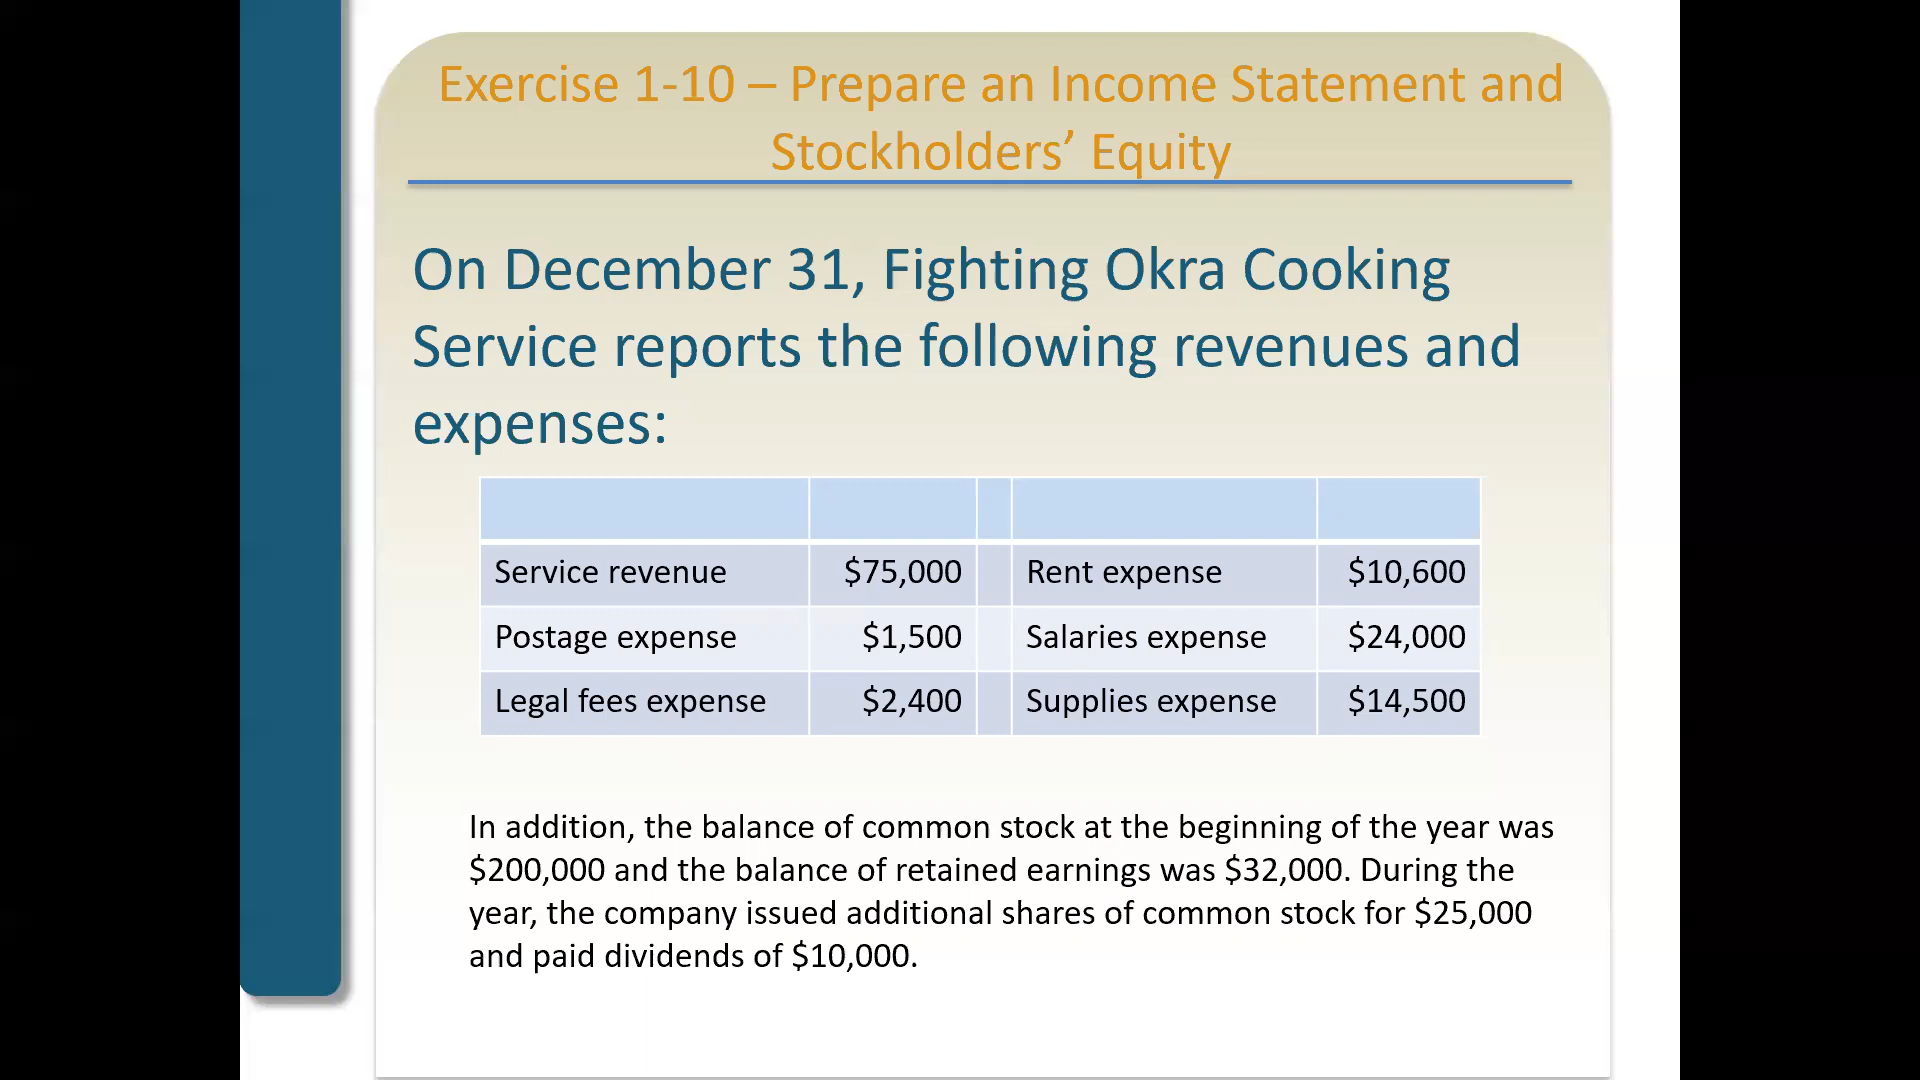 Exercise 1-10 – Prepare an Income Statement and
Stockholders’ Equity
On December 31, Fighting Okra Cooking
Service reports the following revenues and
expenses:
Service revenue $75,000 Rent expense $10,600
Postage expense $1,500 Salaries expense $24,000
Legal fees expense $2,400 Supplies expense $14,500
In addition, the balance of common stock at the beginning of the year was
$200,000 and the balance of retained earnings was $32,000. During the
year, the company issued additional shares of common stock for $25,000
and paid dividends of $10,000.